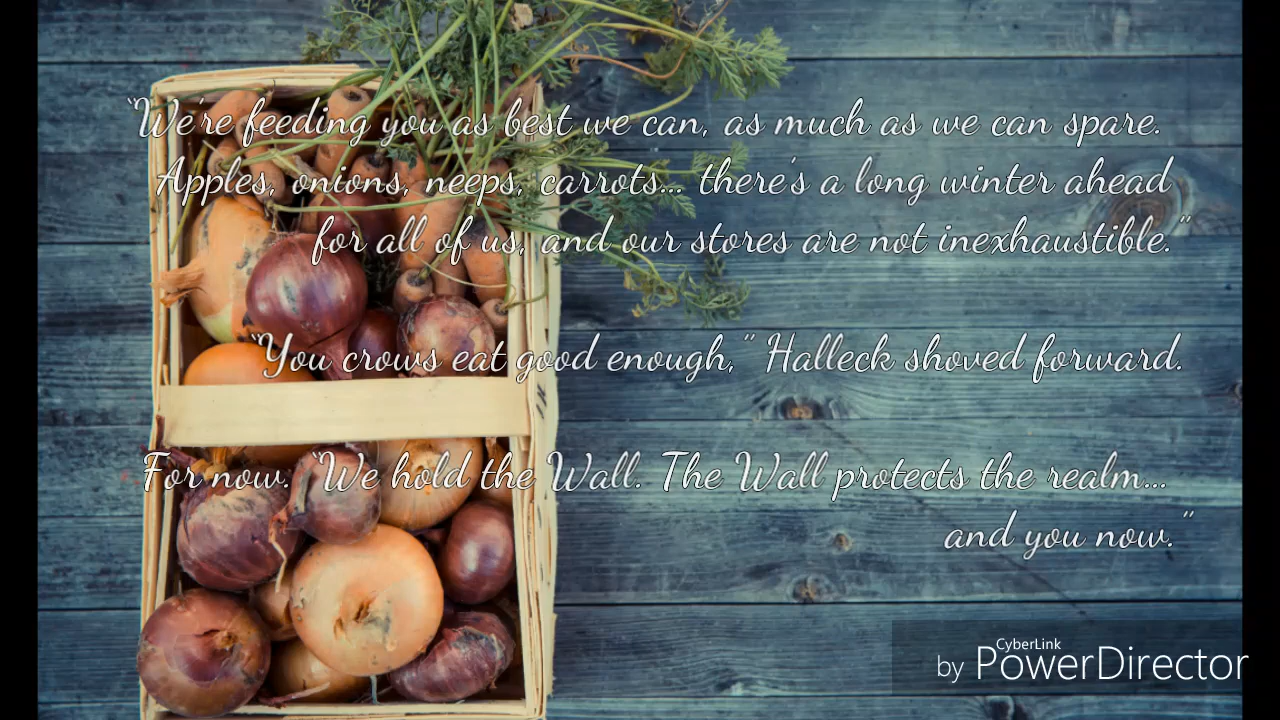 “We're feeding you as best we can, as much as we can spare.
Apples, onions, neeps, carrots... there's a long winter ahead
for all of us, and our stores are not inexhaustible.”
“You crows eat good enough,” Halleck shoved forward.
For now. “We hold the Wall. The Wall protects the realm...
and you now.”
CyberLink
by PowerDirector